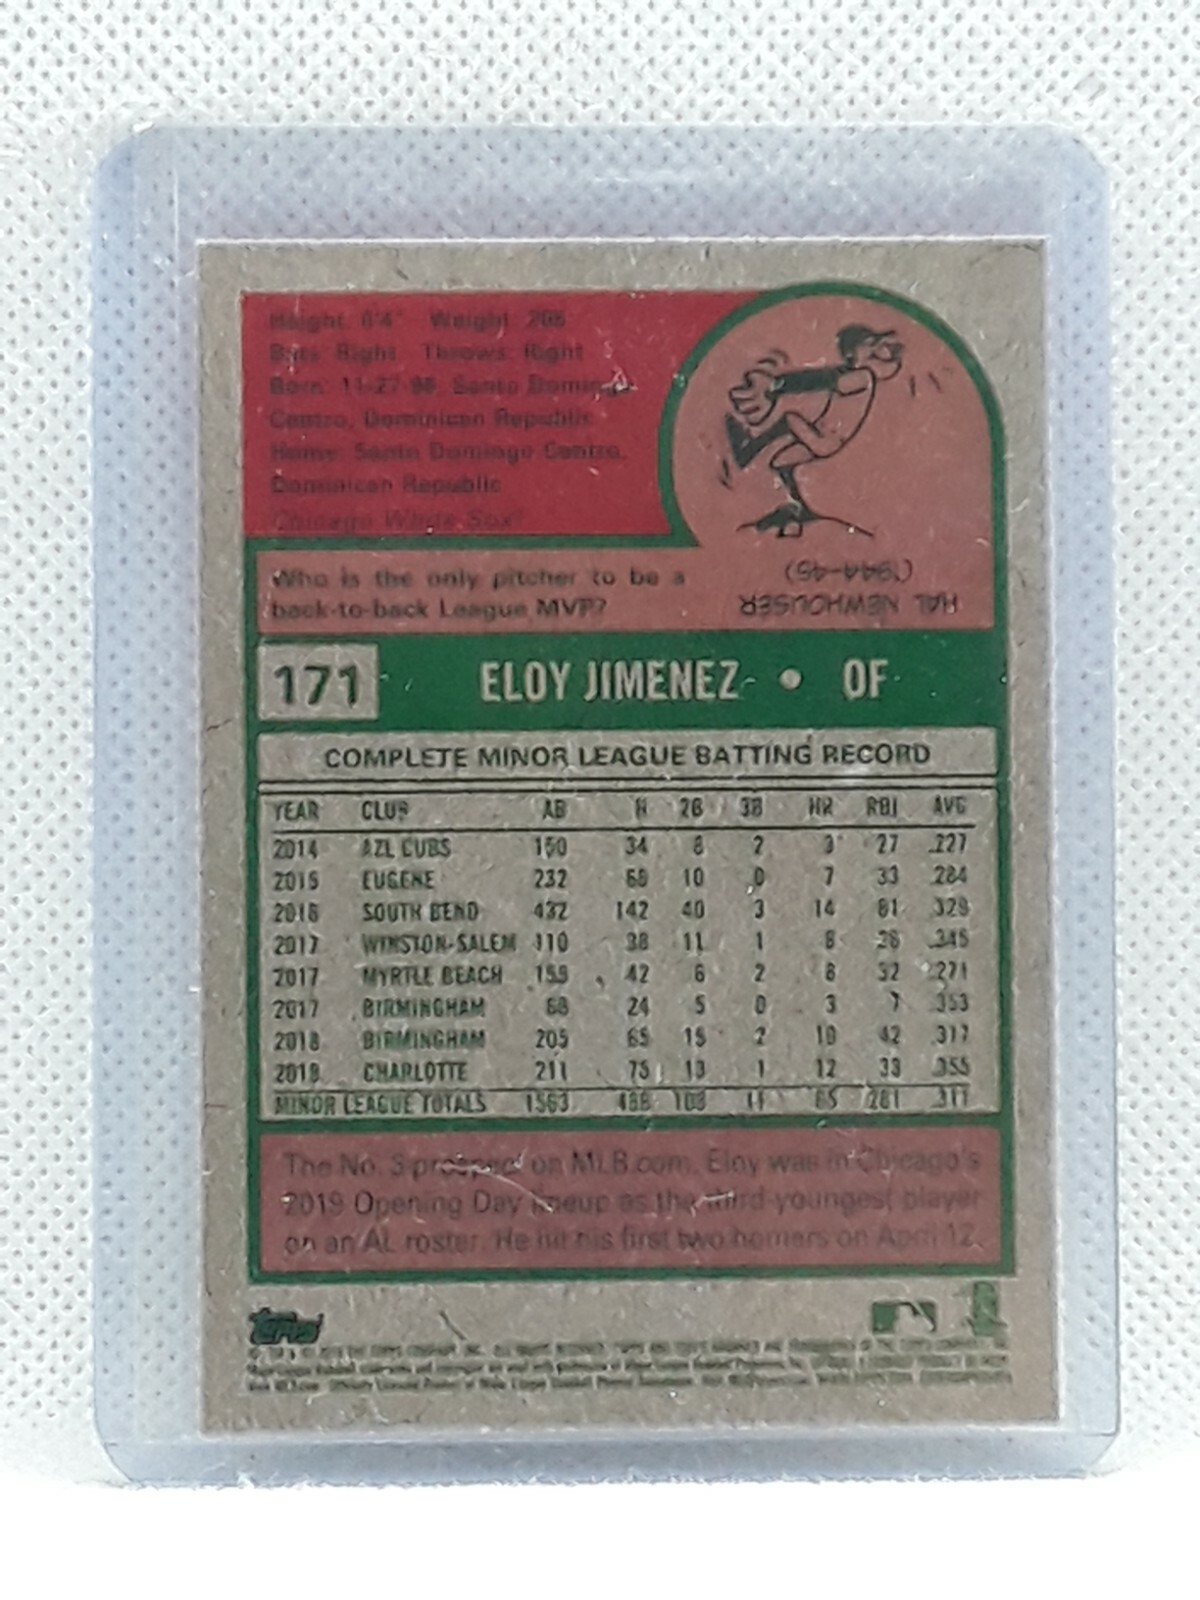 Height: 6'4" Weight: 205
Bats: Right Throws: Right
Born: 11-27-96, Santo Domingo
Centro, Dominican Republic
Home: Santo Domingo Centro,
Dominican Republic
Chicago White Sox
Who is the only pitcher to be a
back-to-back League MVP?
HAL NEWHOUSER
(1944-45)
171 ELOY JIMENEZ • OF
COMPLETE MINOR LEAGUE BATTING RECORD
YEAR CLUB AB H 2B 3B HR RBI AVG
2014 AZL CUBS 150 34 8 2 3 27 .227
2015 EUGENE 232 66 10 0 7 33 .284
2016 SOUTH BEND 432 142 40 3 14 81 .329
2017 WINSTON-SALEM 110 38 11 1 8 26 .345
2017 MYRTLE BEACH 155 42 6 2 8 32 .271
2017 BIRMINGHAM 68 24 5 0 3 7 .353
2018 BIRMINGHAM 205 65 15 2 10 42 .317
2018 CHARLOTTE 211 75 13 1 12 33 .355
MINOR LEAGUE TOTALS 1563 486 108 11 65 281 .311
The No. 3 prospect on MLB.com, Eloy was in Chicago's
2019 Opening Day lineup as the third-youngest player
on an AL roster. He hit his first two homers on April 12.
Topps